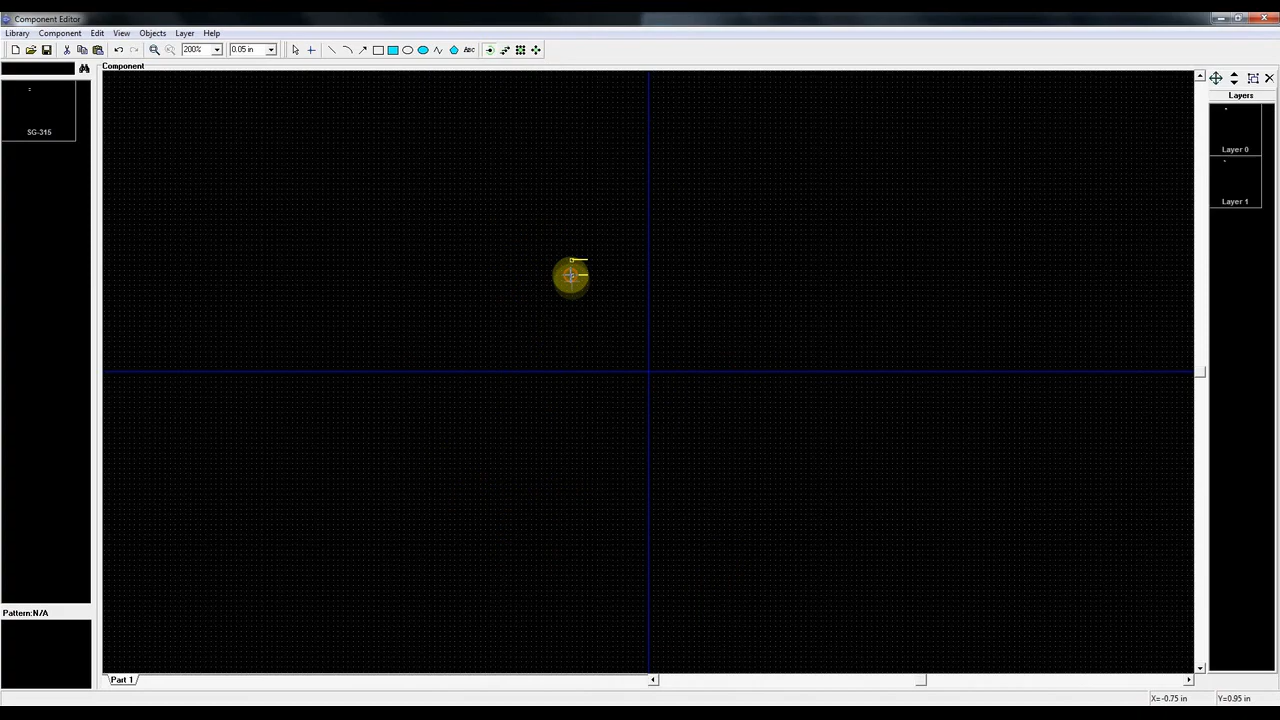 Component Editor
Library Component Edit View Objects Layer Help
200% 0.05 in Abc
Component
Layers
SG-315
Layer 0
Layer 1
Pattern:N/A
Part 1
X=-0.75 in Y=0.95 in